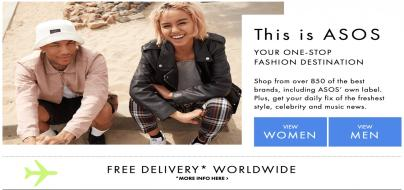 This is ASOS
YOUR ONE-STOP
FASHION DESTINATION
Shop from over 850 of the best
brands, including ASOS' own label.
Plus, get your daily fix of the freshest
style, celebrity and music news.
VIEW
WOMEN
VIEW
MEN
FREE DELIVERY* WORLDWIDE
*MORE INFO HERE ›